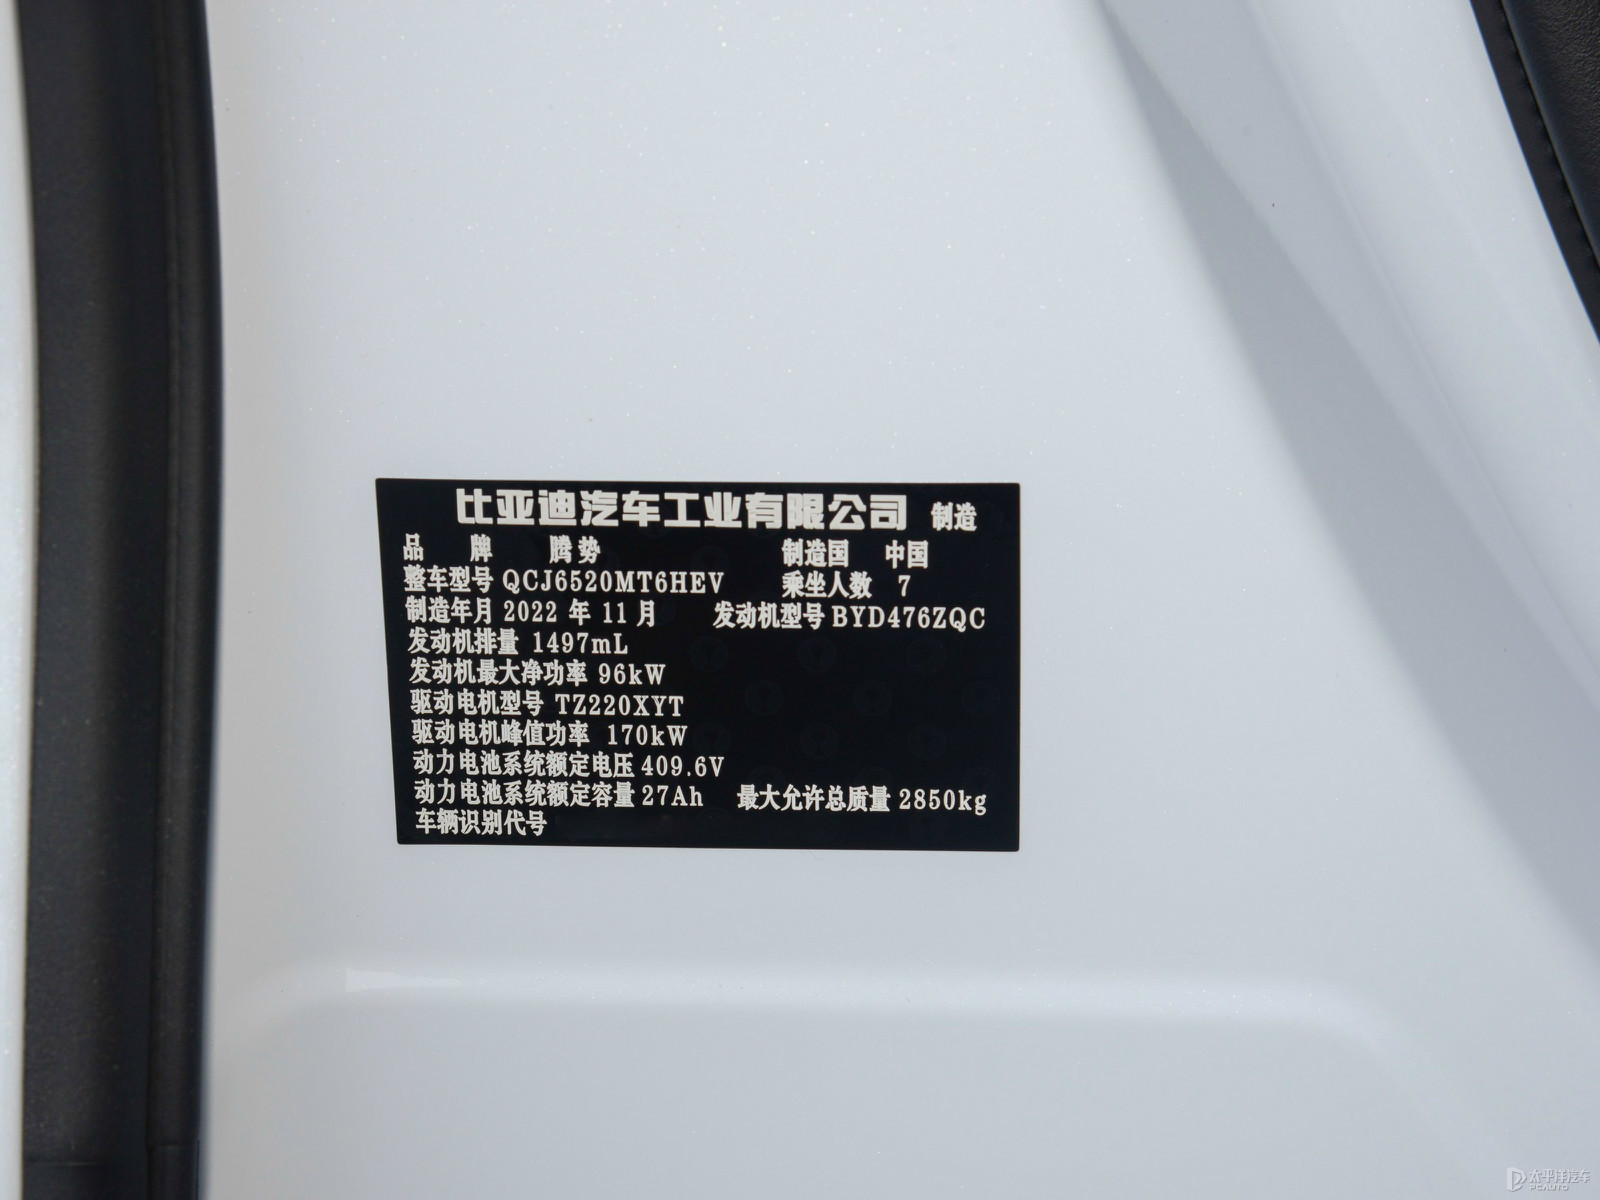 比亚迪汽车工业有限公司 制造
品 牌 腾势 制造国 中国
整车型号 QCJ6520MT6HEV 乘坐人数 7
制造年月 2022 年 11 月 发动机型号 BYD476ZQC
发动机排量 1497mL
发动机最大净功率 96kW
驱动电机型号 TZ220XYT
驱动电机峰值功率 170kW
动力电池系统额定电压 409.6V
动力电池系统额定容量 27Ah 最大允许总质量 2850kg
车辆识别代号
太平洋汽车
PCAUTO